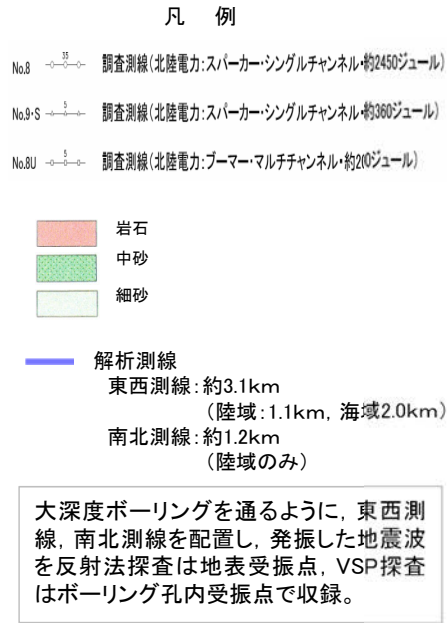 凡　例
No.8 35 調査測線(北陸電力:スパーカー・シングルチャンネル・約2450ジュール)
No.9・S 5 調査測線(北陸電力:スパーカー・シングルチャンネル・約360ジュール)
No.8U 5 調査測線(北陸電力:ブーマー・マルチチャンネル・約200ジュール)
岩石
中砂
細砂
解析測線
東西測線:約3.1km
(陸域:1.1km, 海域2.0km)
南北測線:約1.2km
(陸域のみ)
大深度ボーリングを通るように, 東西測
線, 南北測線を配置し, 発振した地震波
を反射法探査は地表受振点, VSP探査
はボーリング孔内受振点で収録。